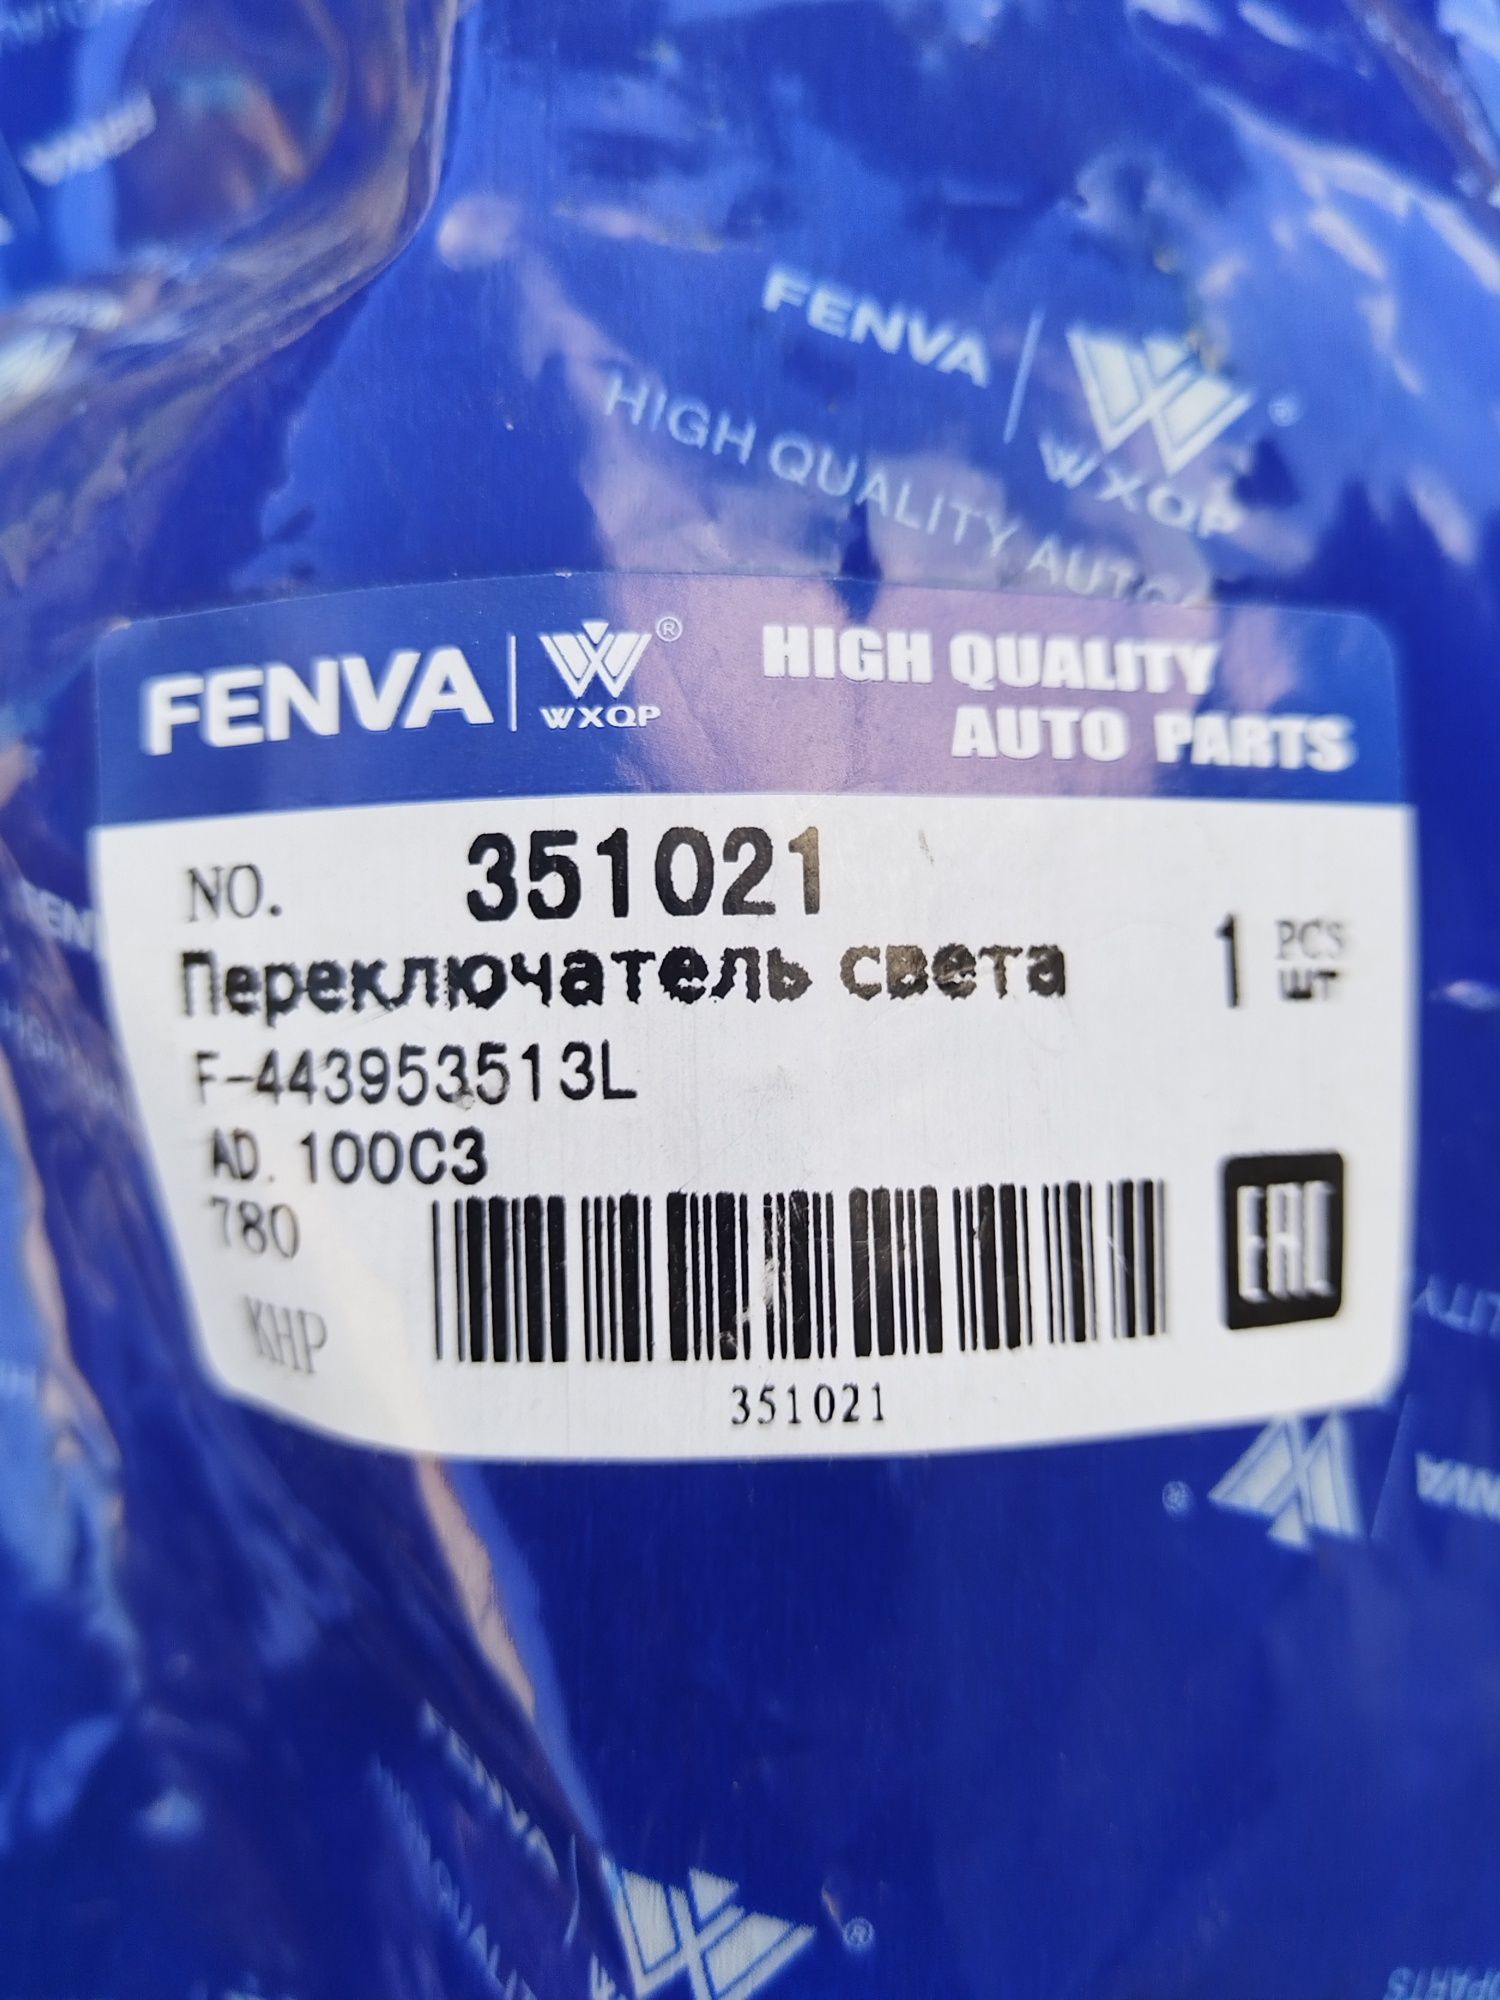 FENVA
WXQP
HIGH QUALITY AUTO
FENVA | WXQP ®
HIGH QUALITY
AUTO PARTS
NO. 351021
Переключатель света 1 PCS
шт
F-443953513L
AD. 100C3
780
KHP
EAC
351021